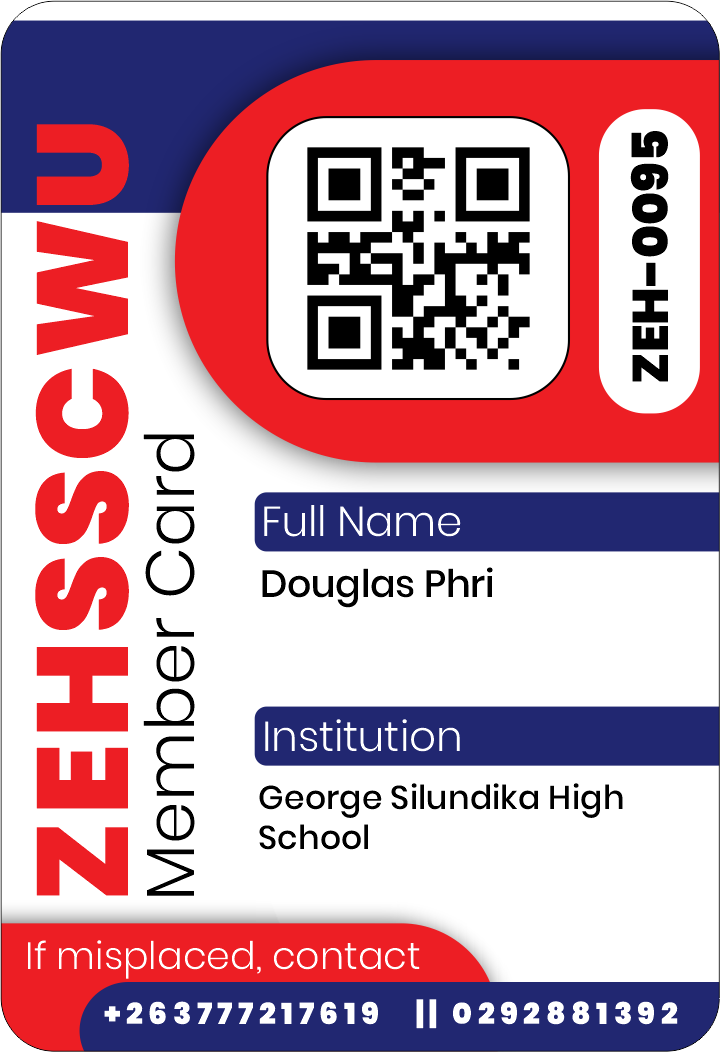 ZEHSSCWU
Member Card
ZEH-0095
Full Name
Douglas Phri
Institution
George Silundika High
School
If misplaced, contact
+263777217619 || 0292881392